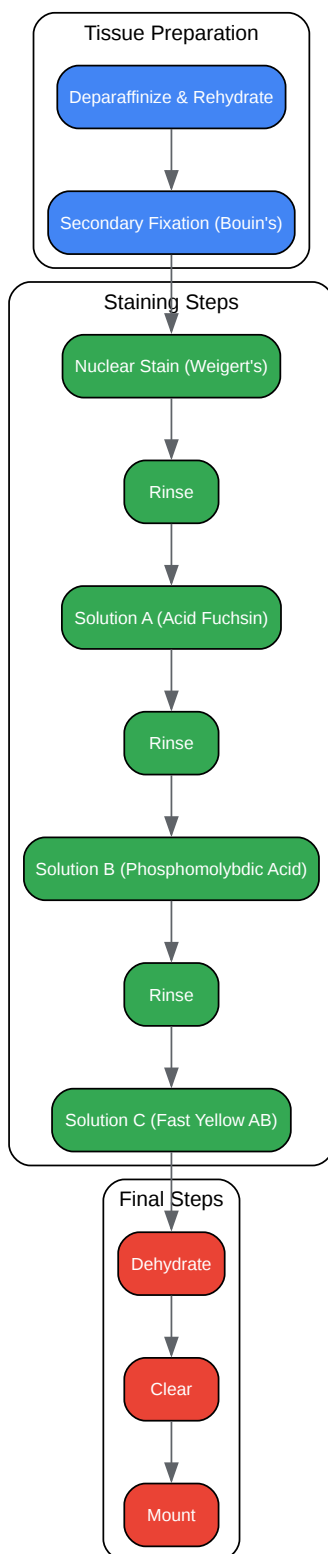 Tissue Preparation
Deparaffinize & Rehydrate
Secondary Fixation (Bouin's)
Staining Steps
Nuclear Stain (Weigert's)
Rinse
Solution A (Acid Fuchsin)
Rinse
Solution B (Phosphomolybdic Acid)
Rinse
Solution C (Fast Yellow AB)
Final Steps
Dehydrate
Clear
Mount